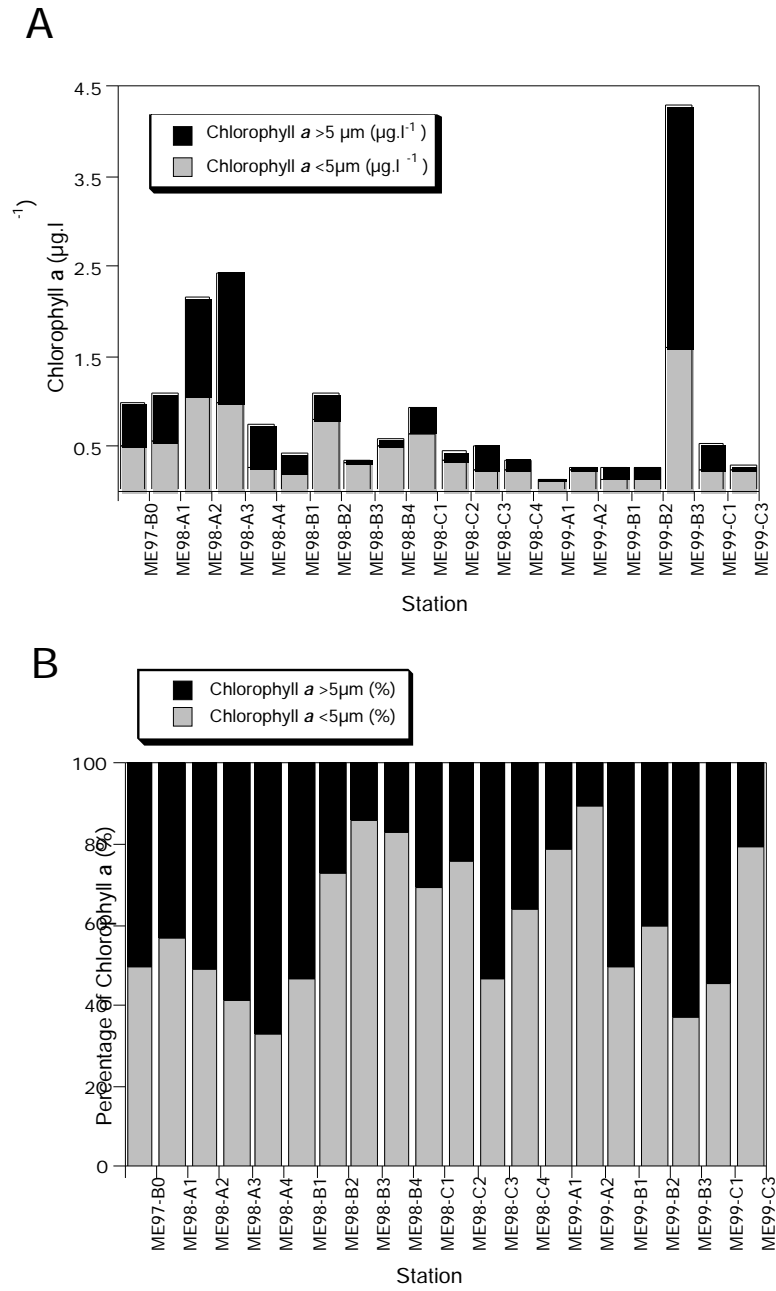 A
4.5
3.5
2.5
1.5
0.5
Chlorophyll a (µg.l-1)
Chlorophyll a >5 µm (µg.l-1 )
Chlorophyll a <5µm (µg.l -1 )
ME97-B0
ME98-A1
ME98-A2
ME98-A3
ME98-A4
ME98-B1
ME98-B2
ME98-B3
ME98-B4
ME98-C1
ME98-C2
ME98-C3
ME98-C4
ME99-A1
ME99-A2
ME99-B1
ME99-B2
ME99-B3
ME99-C1
ME99-C3
Station
B
Chlorophyll a >5µm (%)
Chlorophyll a <5µm (%)
100
80
60
40
20
0
Percentage of Chlorophyll a (%)
ME97-B0
ME98-A1
ME98-A2
ME98-A3
ME98-A4
ME98-B1
ME98-B2
ME98-B3
ME98-B4
ME98-C1
ME98-C2
ME98-C3
ME98-C4
ME99-A1
ME99-A2
ME99-B1
ME99-B2
ME99-B3
ME99-C1
ME99-C3
Station